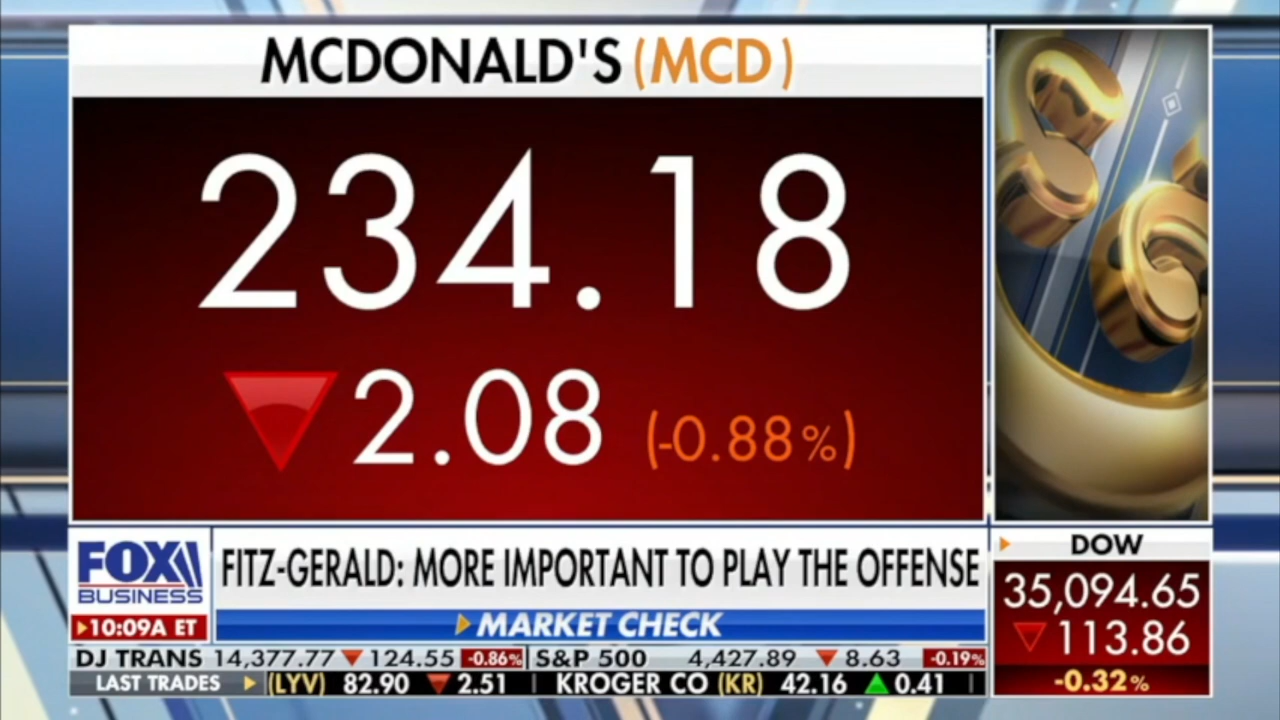 MCDONALD'S (MCD)
234.18
▼2.08 (-0.88%)
FOX BUSINESS
10:09A ET
FITZ-GERALD: MORE IMPORTANT TO PLAY THE OFFENSE
MARKET CHECK
DOW
35,094.65
▼113.86
-0.32%
DJ TRANS 14,377.77 ▼ 124.55 -0.86% S&P 500 4,427.89 ▼ 8.63 -0.19%
LAST TRADES (LYV) 82.90 ▼ 2.51 KROGER CO (KR) 42.16 ▲ 0.41